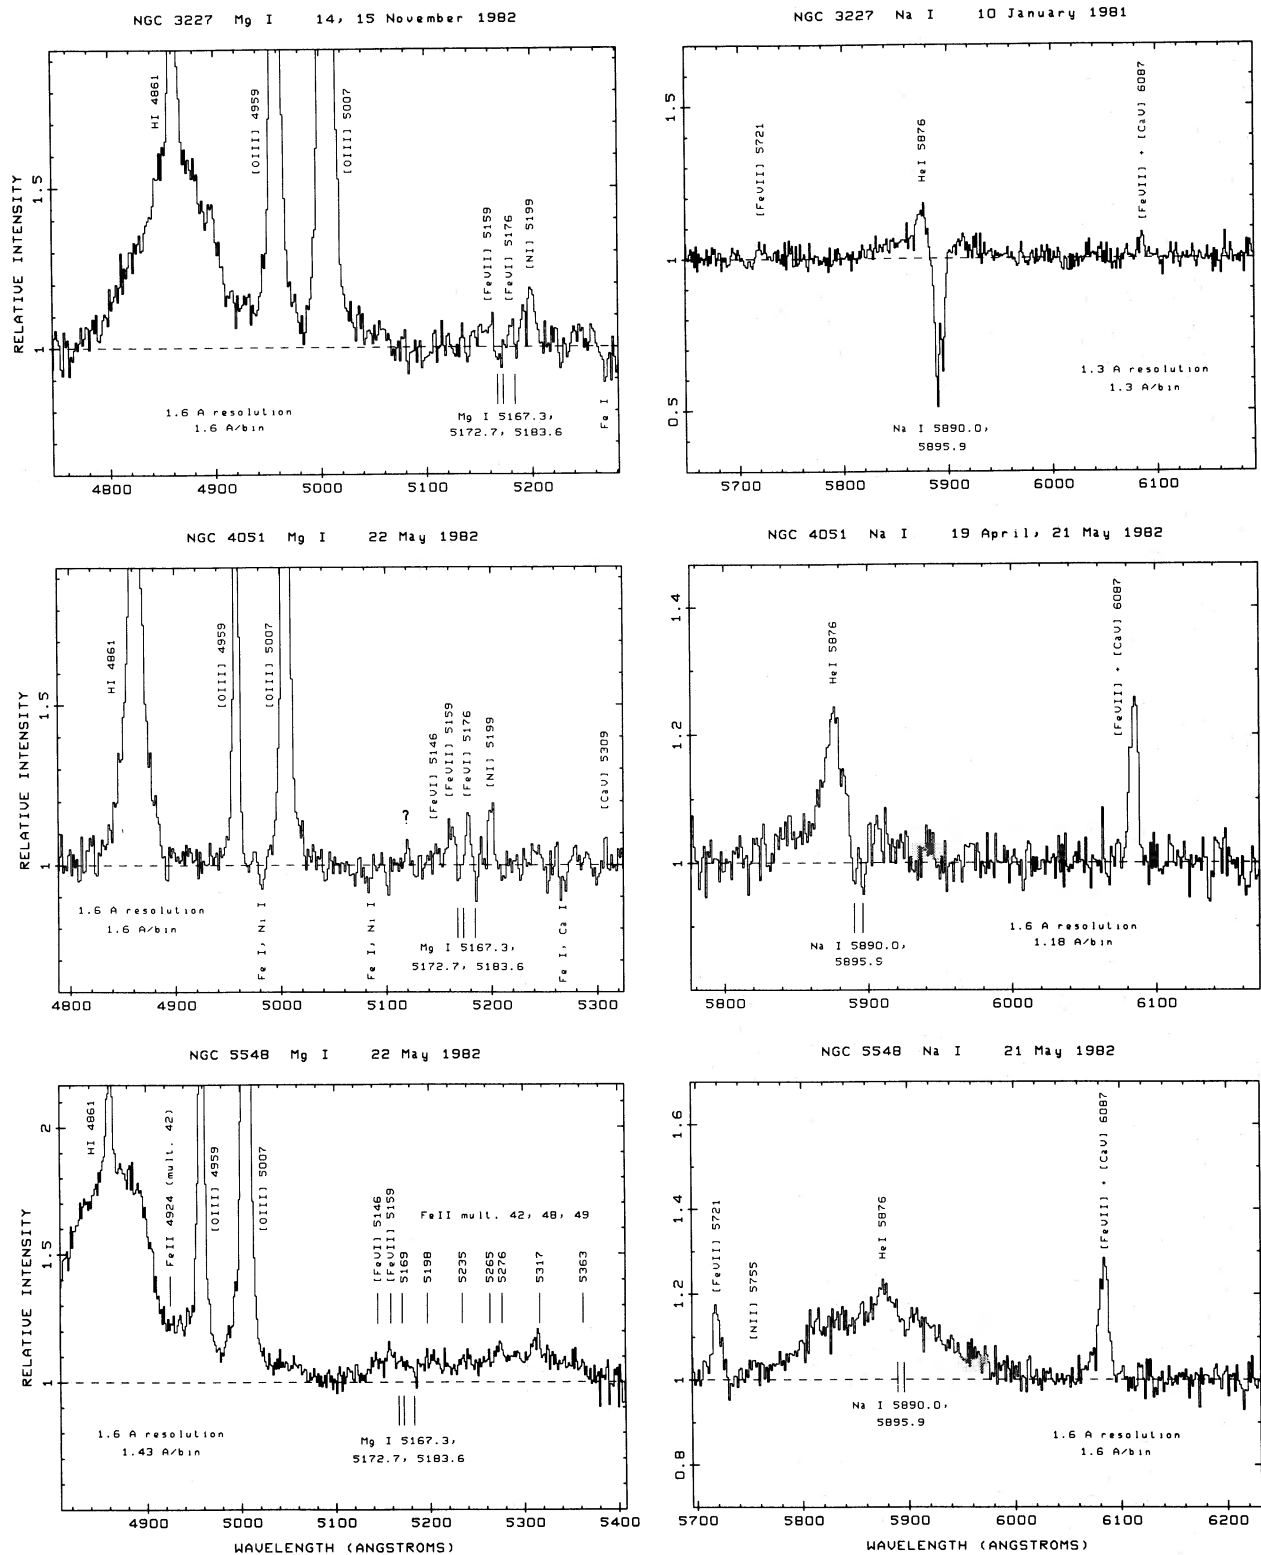 NGC 3227 Mg I 14, 15 November 1982
RELATIVE INTENSITY
1.5
1
HI 4861
[OIII] 4959
[OIII] 5007
[FeVII] 5159
[FeVI] 5176
[NI] 5199
1.6 A resolution
1.6 A/bin
Mg I 5167.3,
5172.7, 5183.6
Fe I
4800 4900 5000 5100 5200
NGC 3227 Na I 10 January 1981
1.5
1
0.5
[FeVII] 5721
HeI 5876
[FeVII] + [CaV] 6087
1.3 A resolution
1.3 A/bin
Na I 5890.0,
5895.9
5700 5800 5900 6000 6100
NGC 4051 Mg I 22 May 1982
RELATIVE INTENSITY
1.5
1
HI 4861
[OIII] 4959
[OIII] 5007
?
[FeVI] 5146
[FeVII] 5159
[FeVI] 5176
[NI] 5199
[CaV] 5309
1.6 A resolution
1.6 A/bin
Fe I, Ni I
Fe I, Ni I
Mg I 5167.3,
5172.7, 5183.6
Fe I, Ca I
4800 4900 5000 5100 5200 5300
NGC 4051 Na I 19 April, 21 May 1982
1.4
1.2
1
HeI 5876
[FeVII] + [CaV] 6087
Na I 5890.0,
5895.9
1.6 A resolution
1.18 A/bin
5800 5900 6000 6100
NGC 5548 Mg I 22 May 1982
RELATIVE INTENSITY
2
1.5
1
HI 4861
FeII 4924 (mult. 42)
[OIII] 4959
[OIII] 5007
FeII mult. 42, 48, 49
[FeVI] 5146
[FeVII] 5159
5169
5198
5235
5265
5276
5317
5363
1.6 A resolution
1.43 A/bin
Mg I 5167.3,
5172.7, 5183.6
4900 5000 5100 5200 5300 5400
WAVELENGTH (ANGSTROMS)
NGC 5548 Na I 21 May 1982
1.6
1.4
1.2
1
0.8
[FeVII] 5721
[NII] 5755
HeI 5876
[FeVII] + [CaV] 6087
Na I 5890.0,
5895.9
1.6 A resolution
1.6 A/bin
5700 5800 5900 6000 6100 6200
WAVELENGTH (ANGSTROMS)